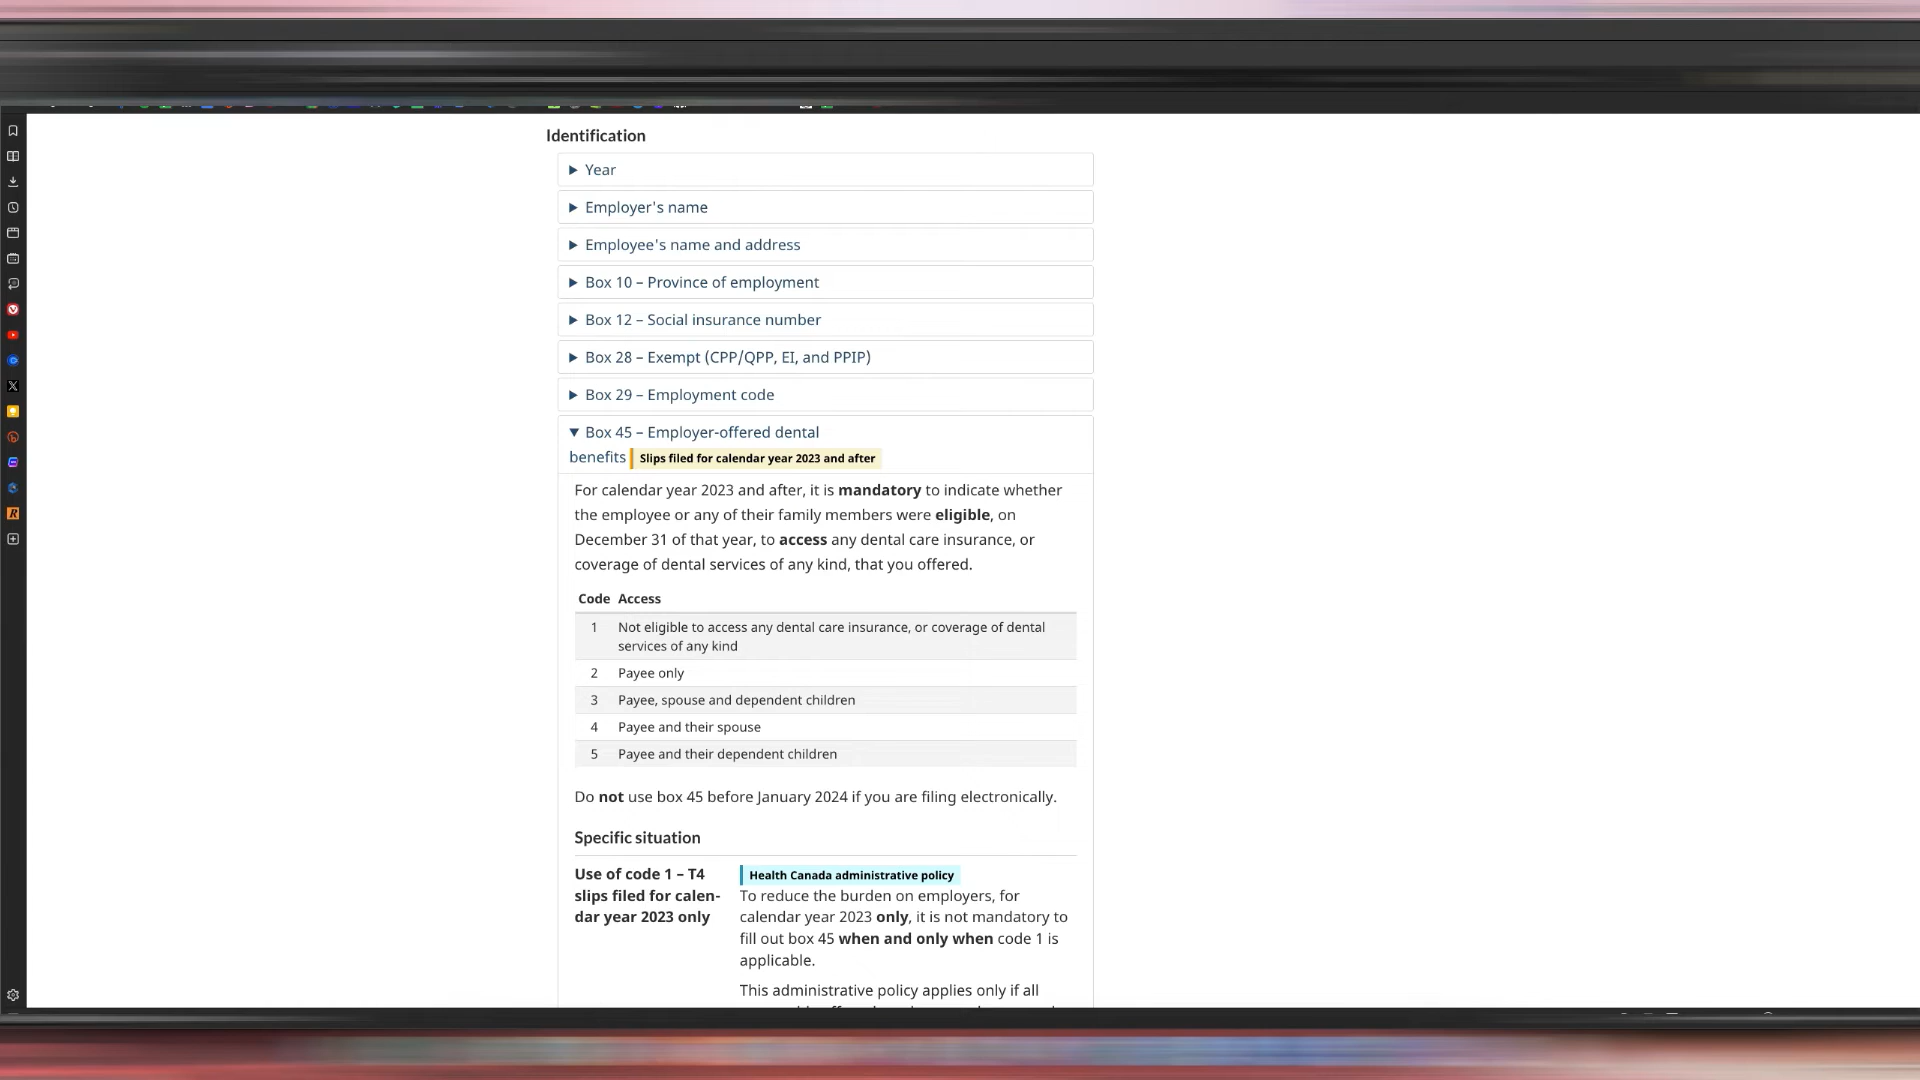 Identification
Year
Employer's name
Employee's name and address
Box 10 – Province of employment
Box 12 – Social insurance number
Box 28 – Exempt (CPP/QPP, EI, and PPIP)
Box 29 – Employment code
Box 45 – Employer-offered dental
benefits Slips filed for calendar year 2023 and after
For calendar year 2023 and after, it is mandatory to indicate whether
the employee or any of their family members were eligible, on
December 31 of that year, to access any dental care insurance, or
coverage of dental services of any kind, that you offered.
Code Access
1 Not eligible to access any dental care insurance, or coverage of dental
services of any kind
2 Payee only
3 Payee, spouse and dependent children
4 Payee and their spouse
5 Payee and their dependent children
Do not use box 45 before January 2024 if you are filing electronically.
Specific situation
Use of code 1 – T4
slips filed for calen-
dar year 2023 only
Health Canada administrative policy
To reduce the burden on employers, for
calendar year 2023 only, it is not mandatory to
fill out box 45 when and only when code 1 is
applicable.
This administrative policy applies only if all